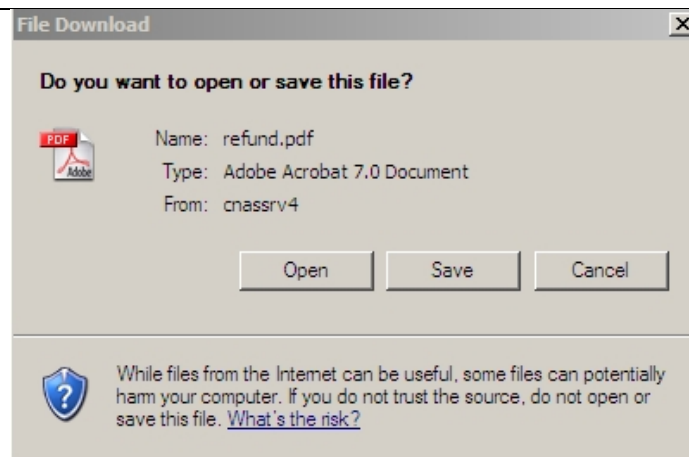 File Download
Do you want to open or save this file?
PDF
Adobe
Name: refund.pdf
Type: Adobe Acrobat 7.0 Document
From: cnassrv4
Open Save Cancel
While files from the Internet can be useful, some files can potentially
harm your computer. If you do not trust the source, do not open or
save this file. What's the risk?